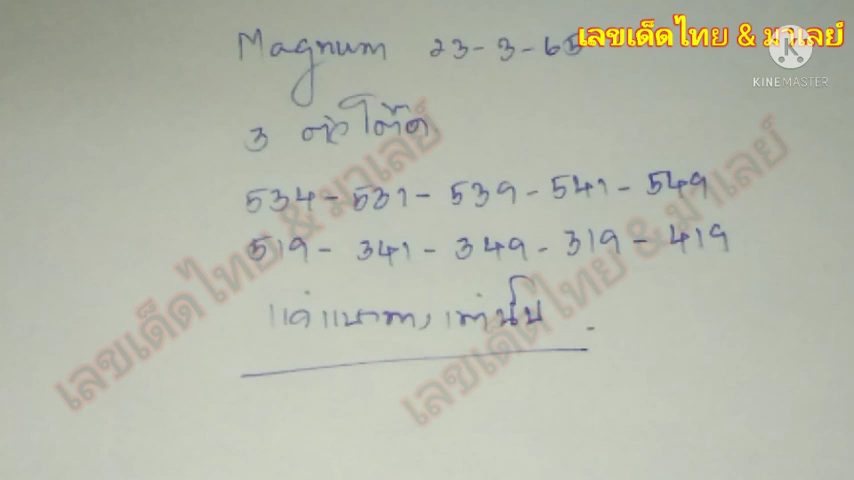 เลขเด็ดไทย & มาเลย์
KINEMASTER
Magnum 23-3-65
3 ตัวโต๊ด
534-531-539-541-549
519-341-349-319-419
แค่แนวทางเท่านั้น
เลขเด็ดไทย & มาเลย์
เลขเด็ดไทย & มาเลย์